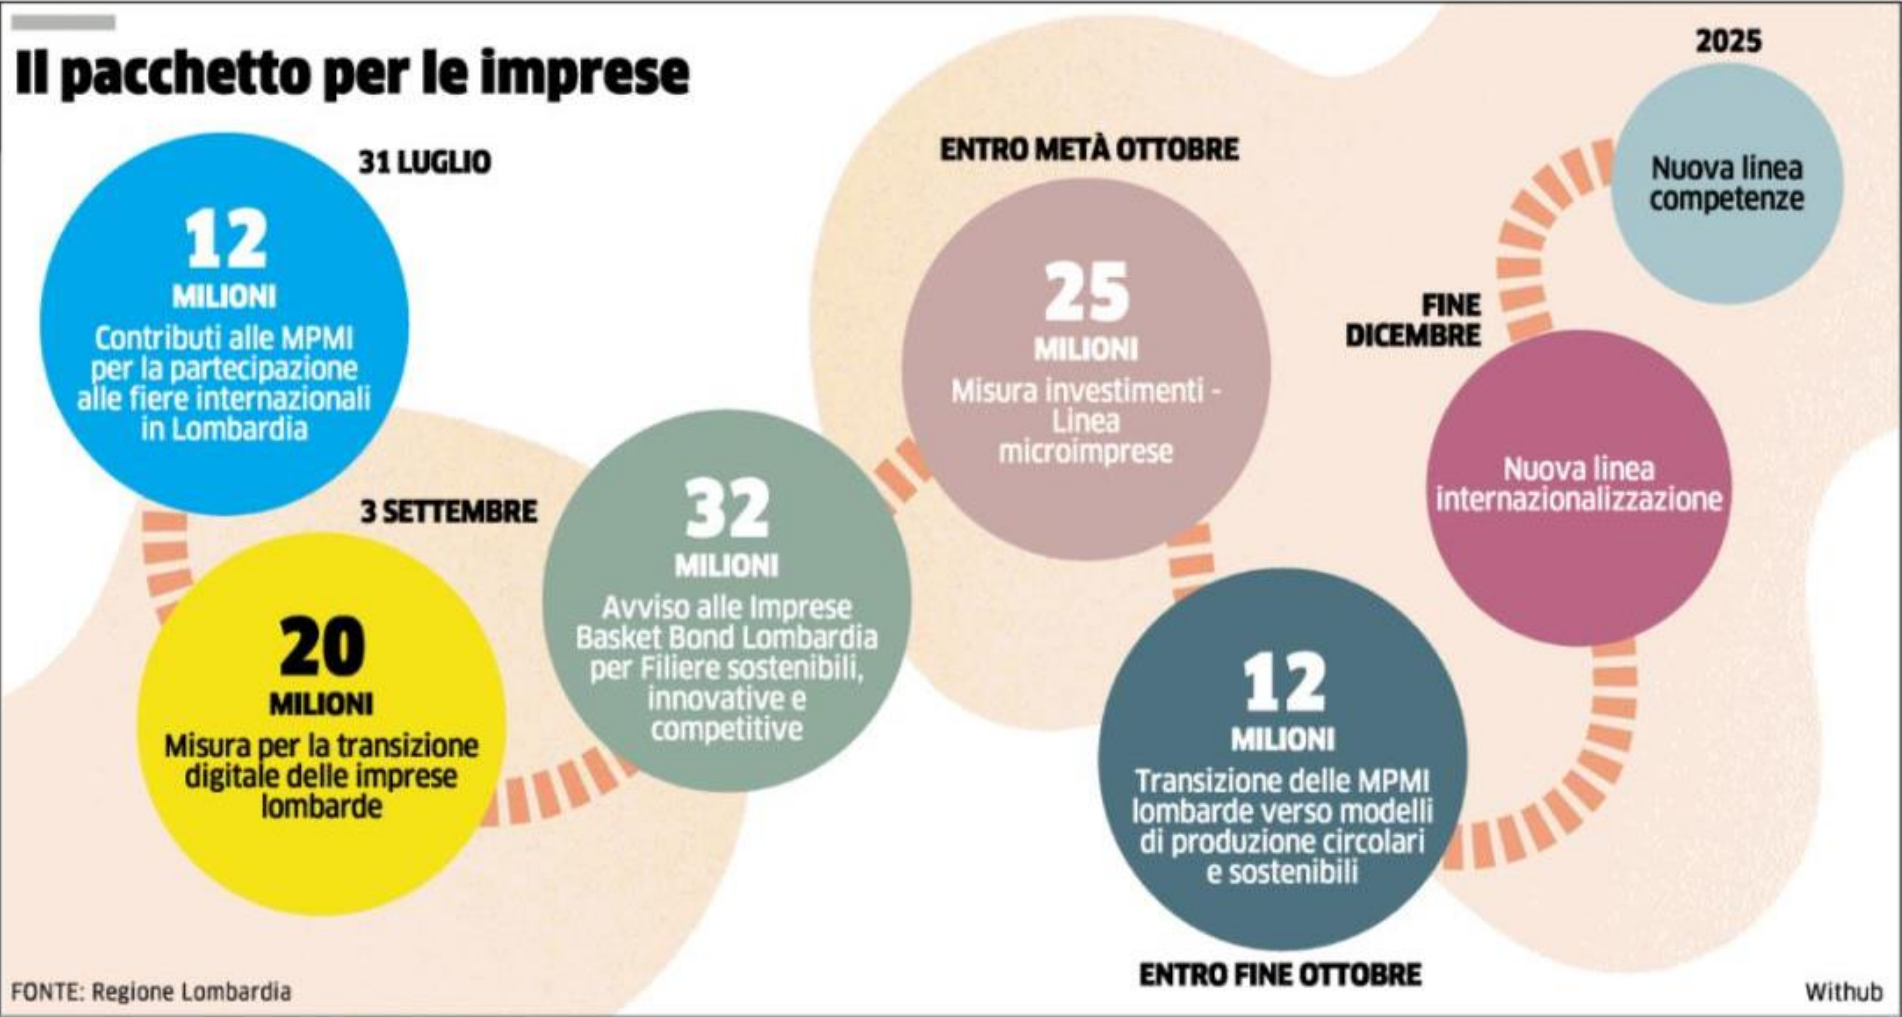 Il pacchetto per le imprese
31 LUGLIO
12
MILIONI
Contributi alle MPMI
per la partecipazione
alle fiere internazionali
in Lombardia
3 SETTEMBRE
20
MILIONI
Misura per la transizione
digitale delle imprese
lombarde
32
MILIONI
Avviso alle Imprese
Basket Bond Lombardia
per Filiere sostenibili,
innovative e
competitive
ENTRO METÀ OTTOBRE
25
MILIONI
Misura investimenti -
Linea
microimprese
12
MILIONI
Transizione delle MPMI
lombarde verso modelli
di produzione circolari
e sostenibili
ENTRO FINE OTTOBRE
FINE
DICEMBRE
Nuova linea
internazionalizzazione
2025
Nuova linea
competenze
FONTE: Regione Lombardia
Withub